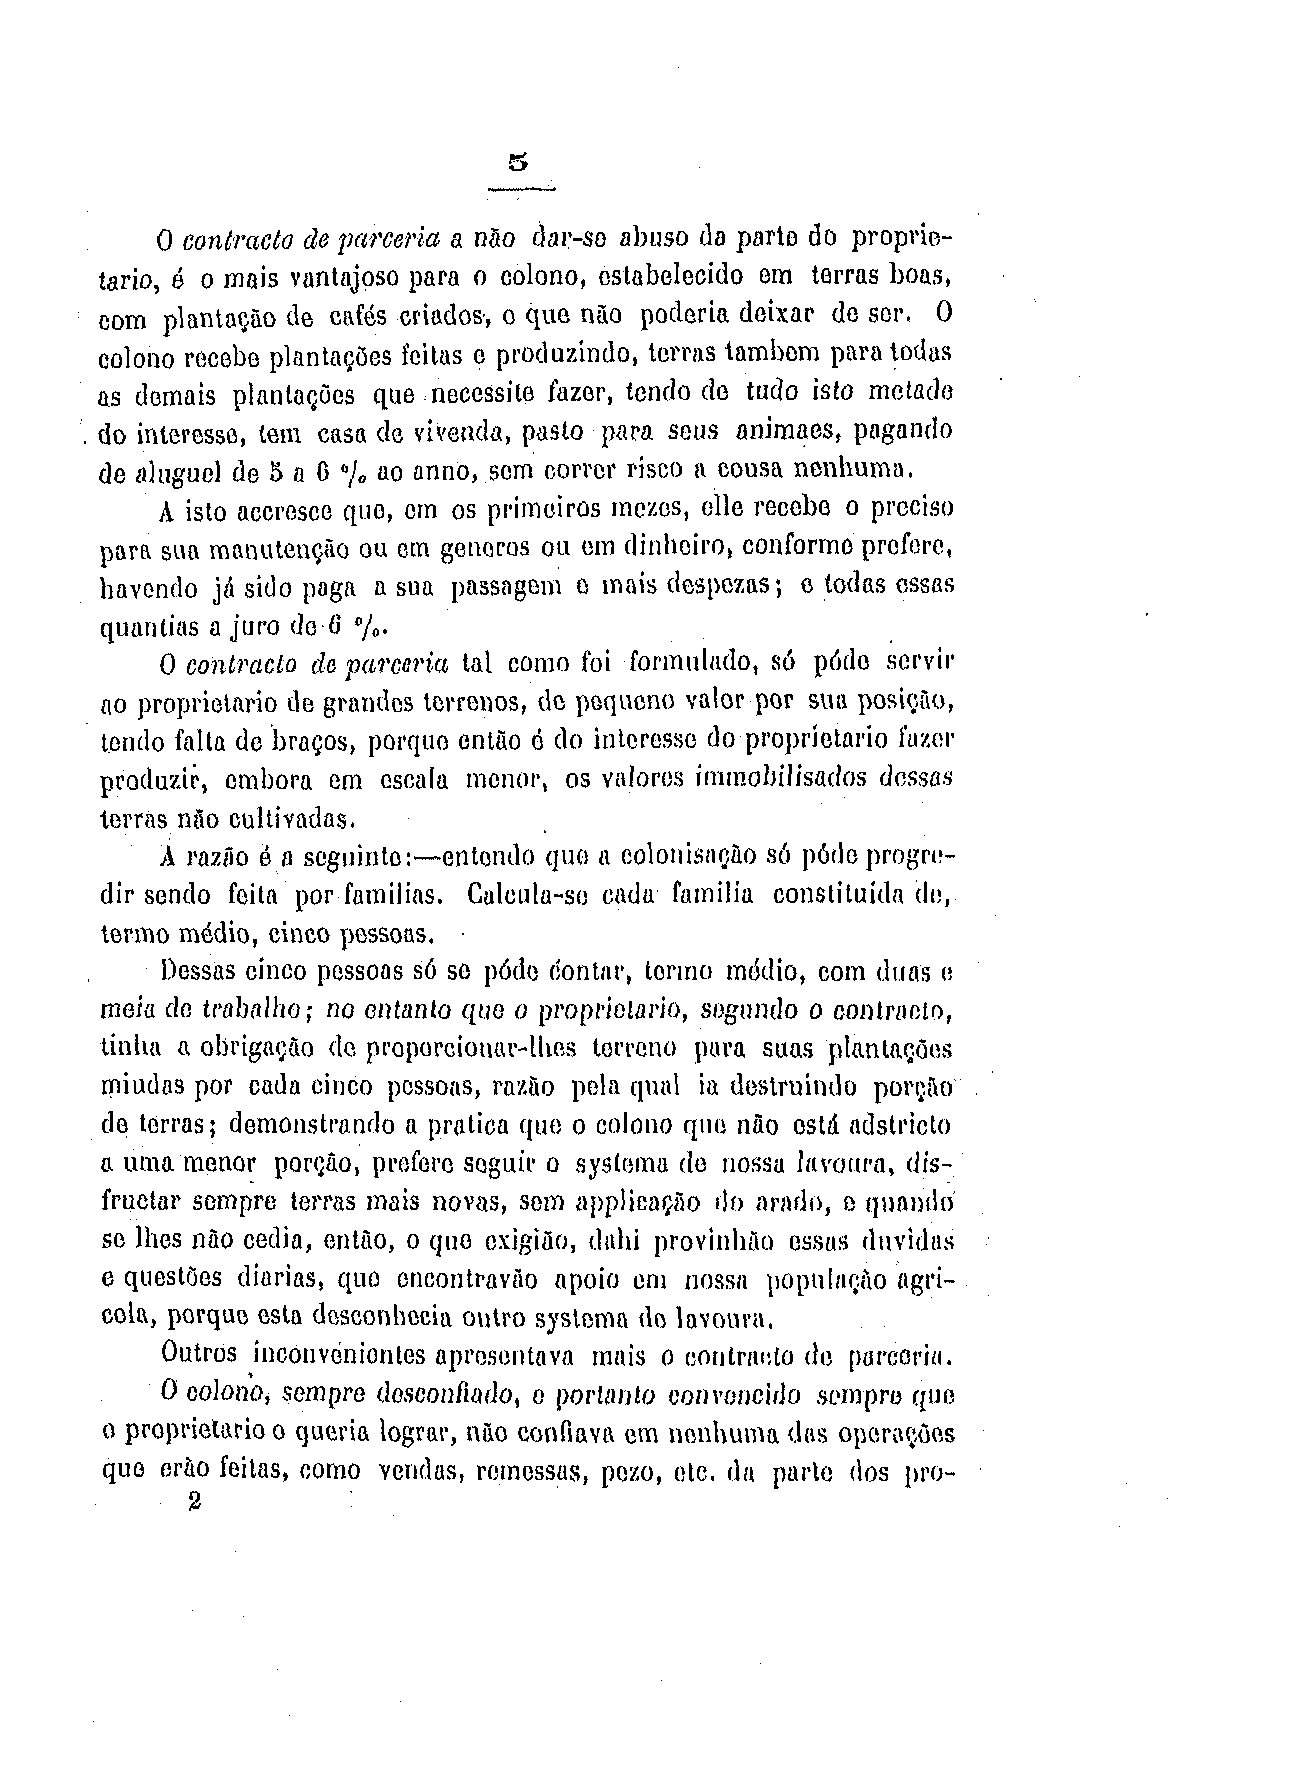 5
O contracto de parceria a não dar-se abuso da parte do proprie-
tario, é o mais vantajoso para o colono, estabelecido em terras boas,
com plantação de cafés criados, o que não poderia deixar de ser. O
colono recebe plantações feitas e produzindo, terras tambem para todas
as demais plantações que necessite fazer, tendo de tudo isto metade
do interesse, tem casa de vivenda, pasto para seus animaes, pagando
de aluguel de 5 a 6 % ao anno, sem correr risco a cousa nenhuma.
A isto accresce que, em os primeiros mezes, elle recebe o preciso
para sua manutenção ou em generos ou em dinheiro, conforme prefere,
havendo já sido paga a sua passagem e mais despezas; e todas essas
quantias a juro de 6 %.
O contracto de parceria tal como foi formulado, só póde servir
ao proprietario de grandes terrenos, de pequeno valor por sua posição,
tendo falta de braços, porque então é do interesse do proprietario fazer
produzir, embora em escala menor, os valores immobilisados dessas
terras não cultivadas.
A razão é a seguinte:—entendo que a colonisação só póde progre-
dir sendo feita por familias. Calcula-se cada familia constituida de,
termo médio, cinco pessoas.
Dessas cinco pessoas só se póde contar, termo médio, com duas e
meia de trabalho; no entanto que o proprietario, segundo o contracto,
tinha a obrigação de proporcionar-lhes terreno para suas plantações
miudas por cada cinco pessoas, razão pela qual ia destruindo porção
de terras; demonstrando a pratica que o colono que não está adstricto
a uma menor porção, prefere seguir o systema de nossa lavoura, dis-
fructar sempre terras mais novas, sem applicação do arado, e quando
se lhes não cedia, então, o que exigião, dahi provinhão essas duvidas
e questões diarias, que encontravão apoio em nossa população agri-
cola, porque esta desconhecia outro systema de lavoura.
Outros inconvenientes apresentava mais o contracto de parceria.
O colono, sempre desconfiado, e portanto convencido sempre que
o proprietario o queria lograr, não confiava em nenhuma das operações
que erão feitas, como vendas, remessas, pezo, etc. da parte dos pro-
2